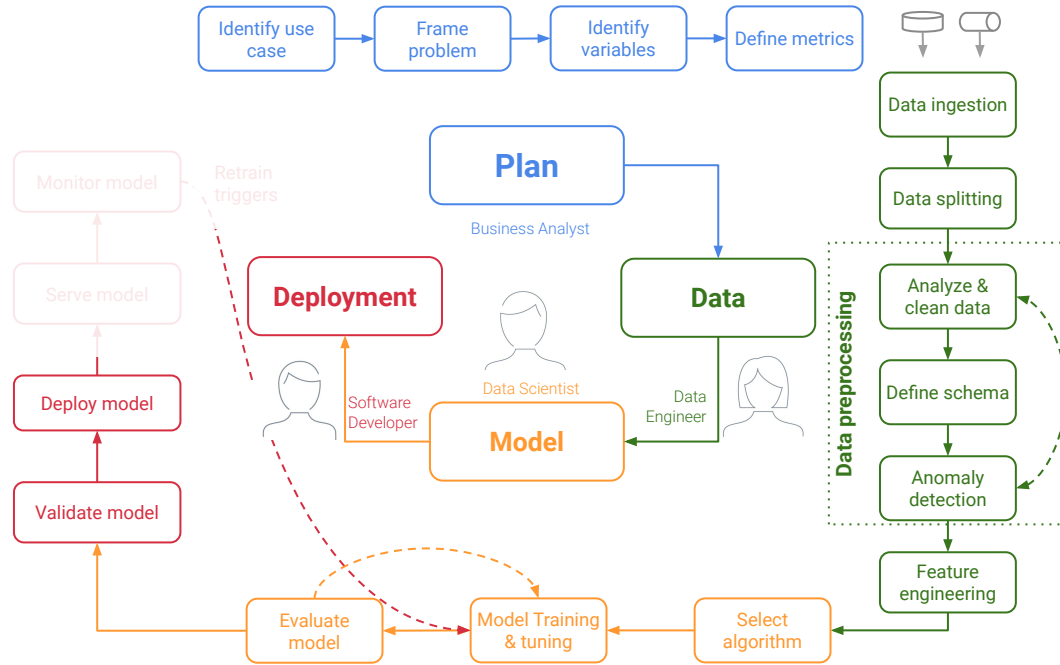 Identify use
case
Frame
problem
Identify
variables
Define metrics
Data ingestion
Data splitting
Data preprocessing
Analyze &
clean data
Define schema
Anomaly
detection
Feature
engineering
Select
algorithm
Model Training
& tuning
Evaluate
model
Validate model
Deploy model
Serve model
Monitor model
Retrain
triggers
Plan
Business Analyst
Data
Data
Engineer
Model
Data Scientist
Deployment
Software
Developer